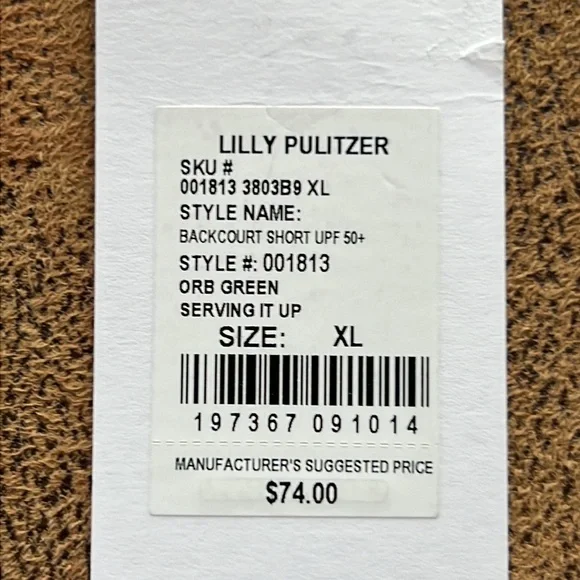 LILLY PULITZER
SKU #
001813 3803B9 XL
STYLE NAME:
BACKCOURT SHORT UPF 50+
STYLE #: 001813
ORB GREEN
SERVING IT UP
SIZE: XL
197367 091014
MANUFACTURER'S SUGGESTED PRICE
$74.00